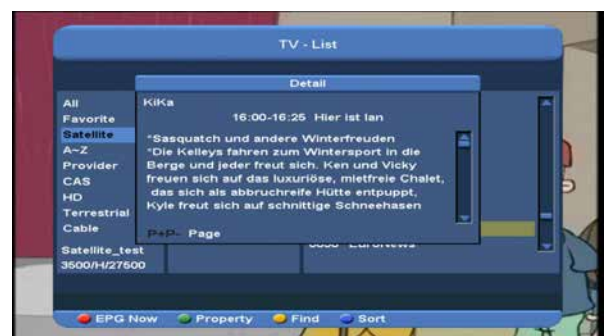 TV - List
Detail
All
Favorite
Satellite
A~Z
Provider
CAS
HD
Terrestrial
Cable
Satellite_test
3500/H/27500
KiKa
16:00-16:25 Hier ist Ian
"Sasquatch und andere Winterfreuden
"Die Kelleys fahren zum Wintersport in die
Berge und jeder freut sich. Ken und Vicky
freuen sich auf das luxuriöse, mietfreie Chalet,
das sich als abbruchreife Hütte entpuppt,
Kyle freut sich auf schnittige Schneehasen
P+P- Page
EuroNews
EPG Now Property Find Sort